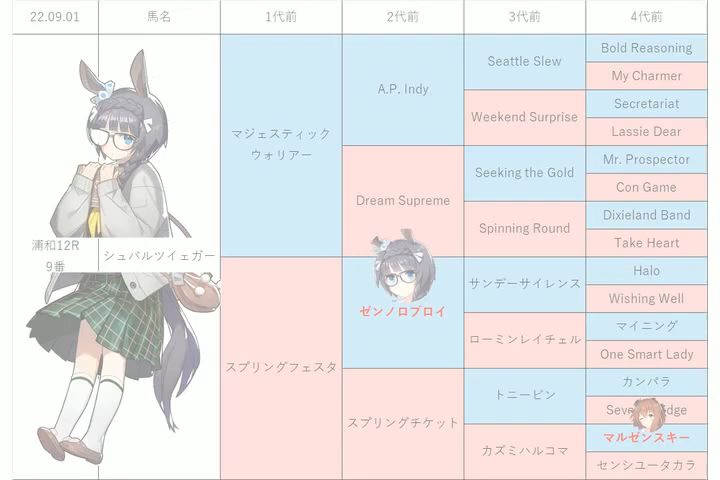 22.09.01 馬名 1代前 2代前 3代前 4代前
浦和12R
9番
シュバルツイェガー
マジェスティック
ウォリアー
スプリングフェスタ
A.P. Indy
Dream Supreme
ゼンノロブロイ
スプリングチケット
Seattle Slew
Weekend Surprise
Seeking the Gold
Spinning Round
サンデーサイレンス
ローミンレイチェル
トニービン
カズミハルコマ
Bold Reasoning
My Charmer
Secretariat
Lassie Dear
Mr. Prospector
Con Game
Dixieland Band
Take Heart
Halo
Wishing Well
マイニング
One Smart Lady
カンパラ
マルゼンスキー
センシユータカラ